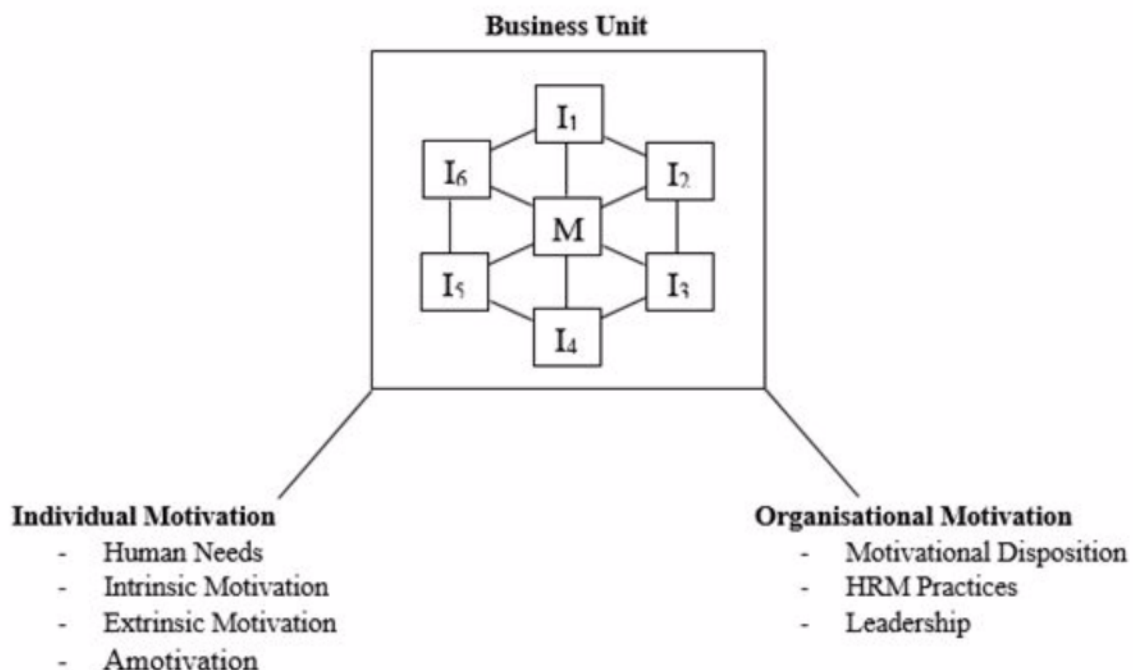 Business Unit
I₁
I₆
I₂
M
I₅
I₃
I₄
Individual Motivation
- Human Needs
- Intrinsic Motivation
- Extrinsic Motivation
- Amotivation
Organisational Motivation
- Motivational Disposition
- HRM Practices
- Leadership